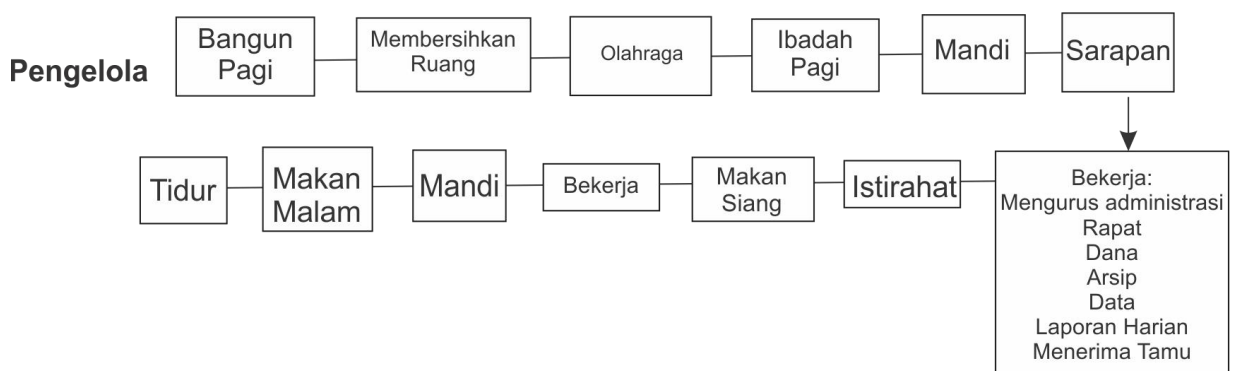 Pengelola
Bangun
Pagi
Membersihkan
Ruang
Olahraga
Ibadah
Pagi
Mandi
Sarapan
Bekerja:
Mengurus administrasi
Rapat
Dana
Arsip
Data
Laporan Harian
Menerima Tamu
Istirahat
Makan
Siang
Bekerja
Mandi
Makan
Malam
Tidur